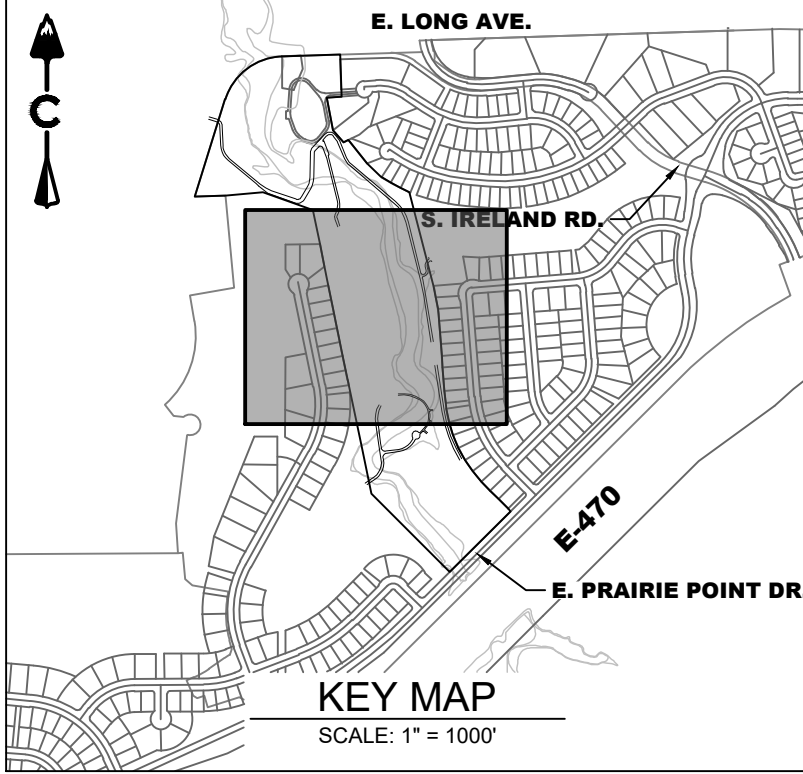 E. LONG AVE.
C
S. IRELAND RD.
E-470
E. PRAIRIE POINT DR.
KEY MAP
SCALE: 1" = 1000'